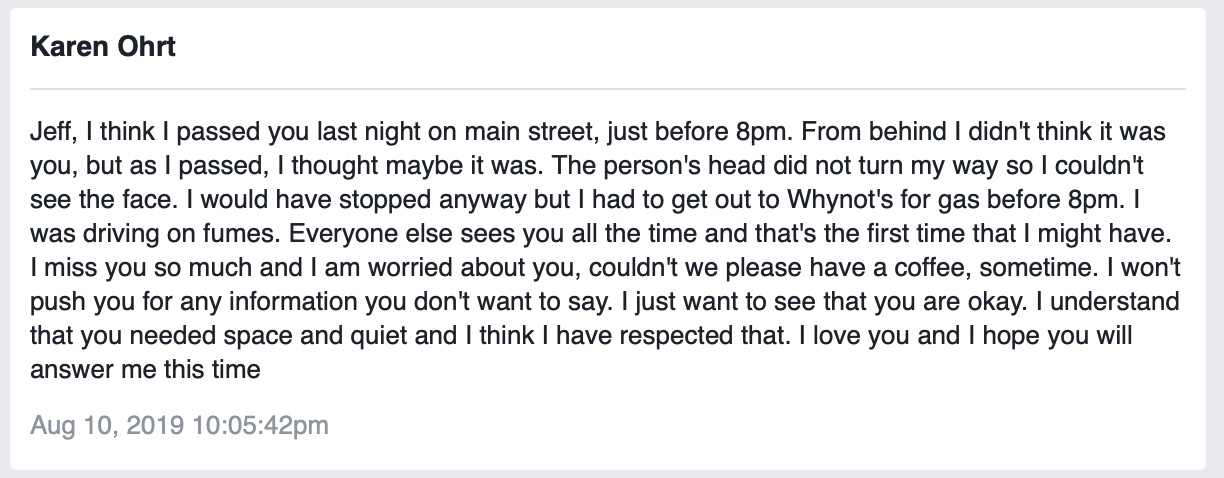 Karen Ohrt
Jeff, I think I passed you last night on main street, just before 8pm. From behind I didn't think it was
you, but as I passed, I thought maybe it was. The person's head did not turn my way so I couldn't
see the face. I would have stopped anyway but I had to get out to Whynot's for gas before 8pm. I
was driving on fumes. Everyone else sees you all the time and that's the first time that I might have.
I miss you so much and I am worried about you, couldn't we please have a coffee, sometime. I won't
push you for any information you don't want to say. I just want to see that you are okay. I understand
that you needed space and quiet and I think I have respected that. I love you and I hope you will
answer me this time
Aug 10, 2019 10:05:42pm